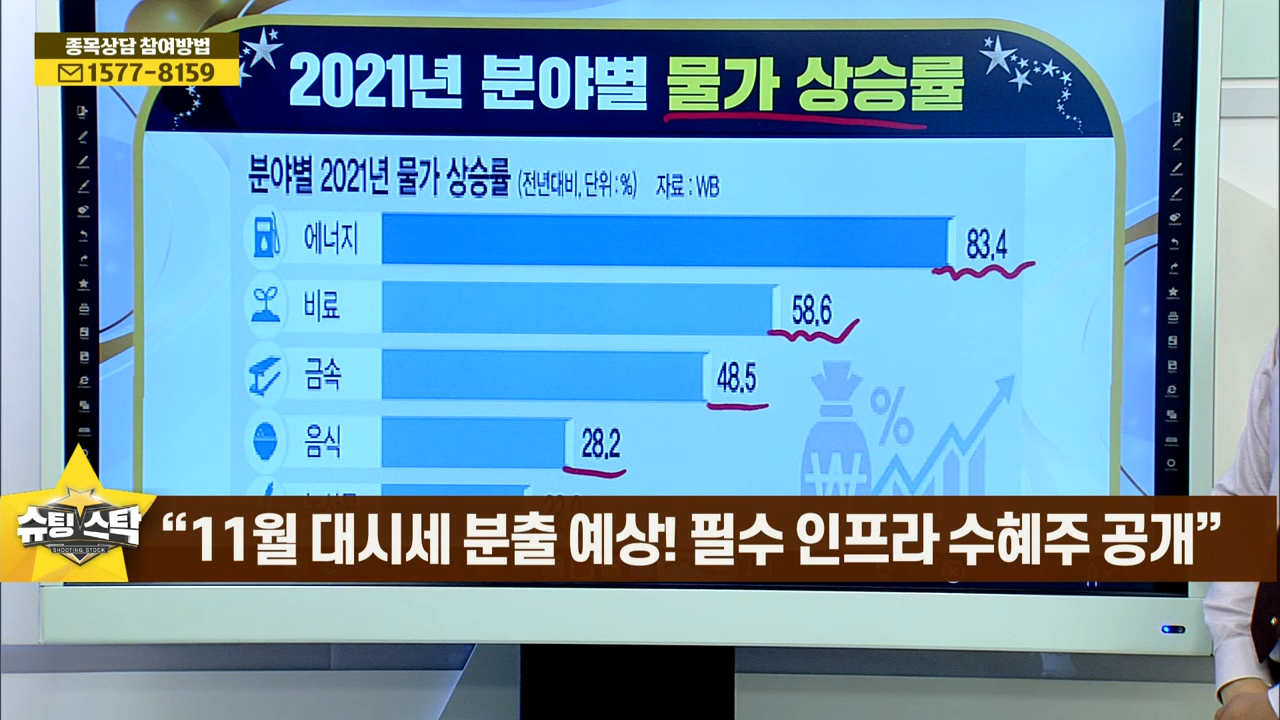 종목상담 참여방법
1577-8159
2021년 분야별 물가 상승률
분야별 2021년 물가 상승률 (전년대비, 단위:%) 자료 : WB
에너지 83.4
비료 58.6
금속 48.5
음식 28.2
%
₩
슈팅스탁
SHOOTING STOCK
“11월 대시세 분출 예상! 필수 인프라 수혜주 공개”